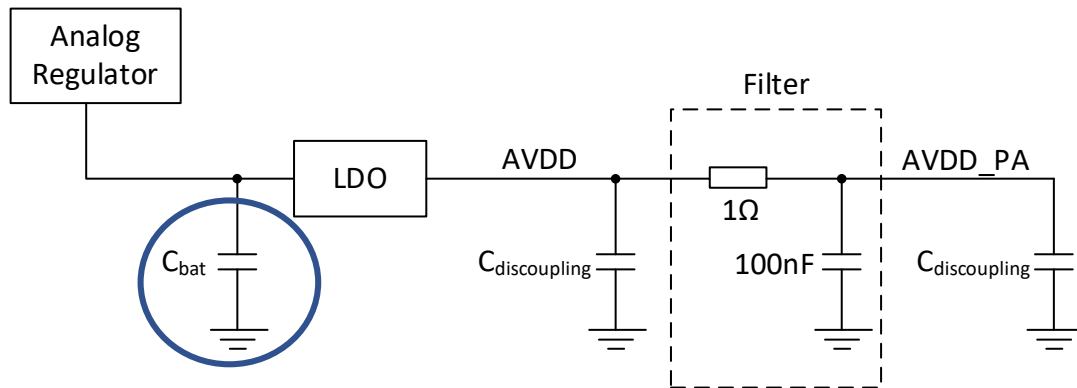 Analog
Regulator
Filter
LDO
AVDD
AVDD_PA
1Ω
Cbat
Cdiscoupling
100nF
Cdiscoupling